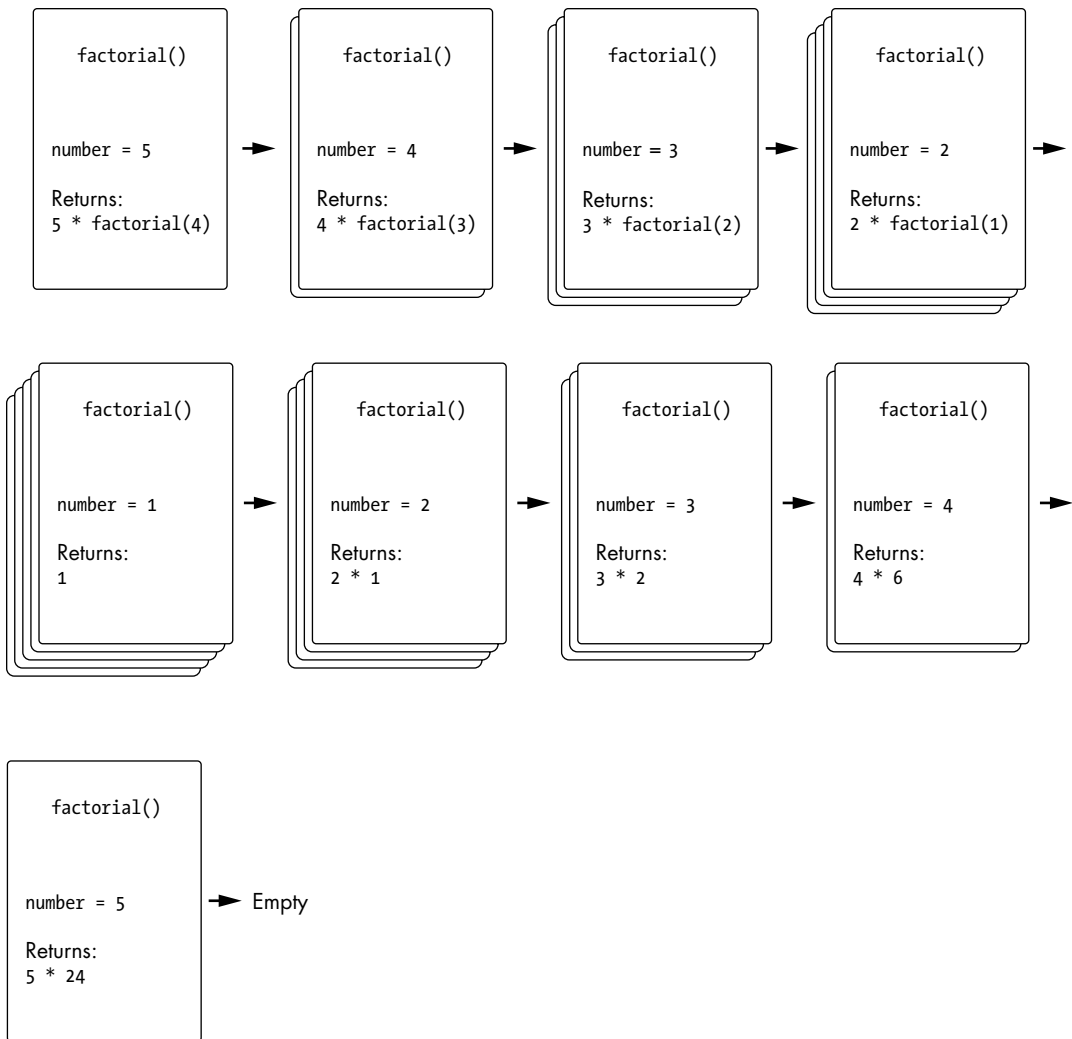 factorial()
number = 5
Returns:
5 * factorial(4)
factorial()
number = 4
Returns:
4 * factorial(3)
factorial()
number = 3
Returns:
3 * factorial(2)
factorial()
number = 2
Returns:
2 * factorial(1)
factorial()
number = 1
Returns:
1
factorial()
number = 2
Returns:
2 * 1
factorial()
number = 3
Returns:
3 * 2
factorial()
number = 4
Returns:
4 * 6
factorial()
number = 5
Returns:
5 * 24
Empty